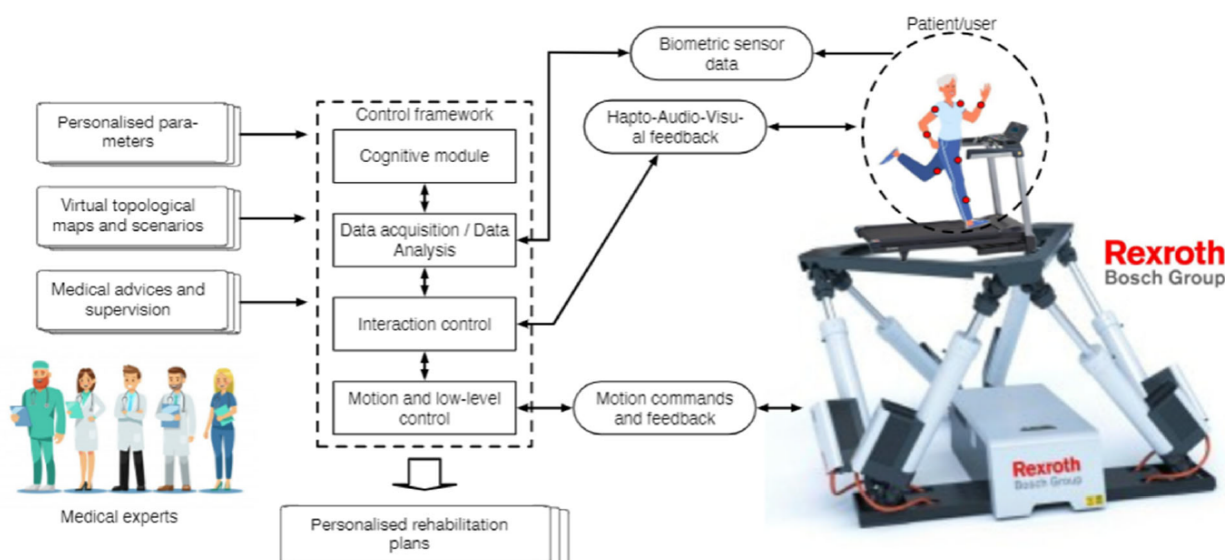 Patient/user
Biometric sensor
data
Control framework
Personalised para-
meters
Hapto-Audio-Visu-
al feedback
Cognitive module
Virtual topological
maps and scenarios
Data acquisition / Data
Analysis
Rexroth
Bosch Group
Medical advices and
supervision
Interaction control
Motion and low-level
control
Motion commands
and feedback
Rexroth
Bosch Group
Medical experts
Personalised rehabilitation
plans